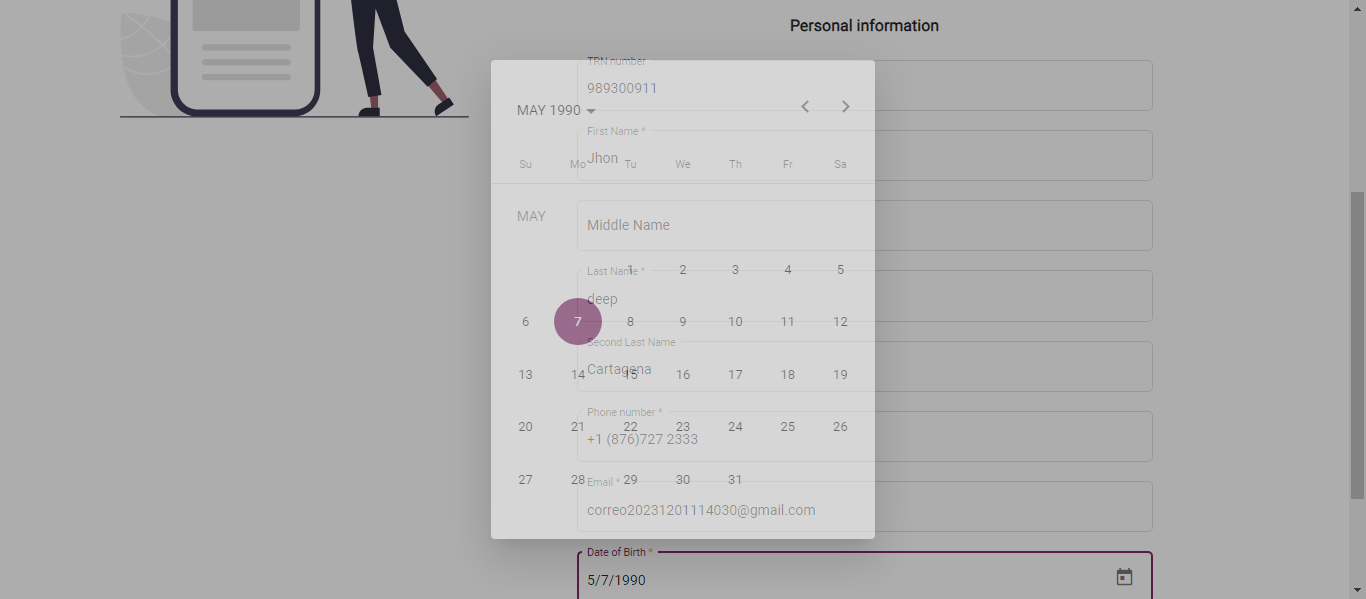 Personal information
TRN number
989300911
MAY 1990
First Name *
Jhon
Su Mo Tu We Th Fr Sa
MAY
Middle Name
1 2 3 4 5
Last Name *
deep
6 7 8 9 10 11 12
Second Last Name
Cartagena
13 14 15 16 17 18 19
Phone number *
20 21 22 23 24 25 26
+1 (876)727 2333
27 28 29 30 31
Email *
correo20231201114030@gmail.com
Date of Birth *
5/7/1990